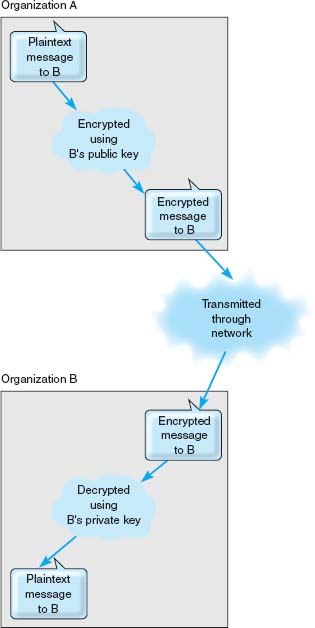 Organization A
Plaintext
message
to B
Encrypted
using
B's public key
Encrypted
message
to B
Transmitted
through
network
Organization B
Encrypted
message
to B
Decrypted
using
B's private key
Plaintext
message
to B